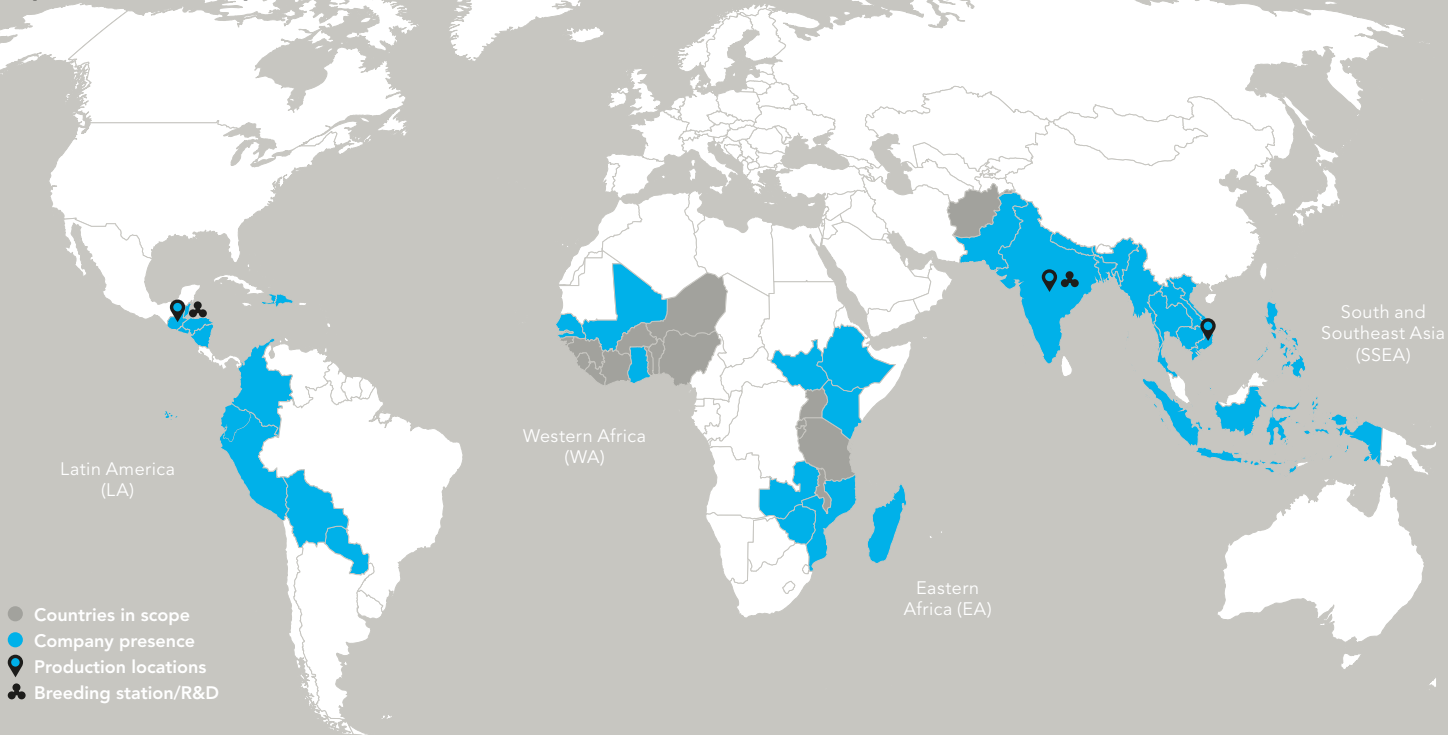 South and
Southeast Asia
(SSEA)
Western Africa
(WA)
Latin America
(LA)
Eastern
Africa (EA)
Countries in scope
Company presence
Production locations
Breeding station/R&D